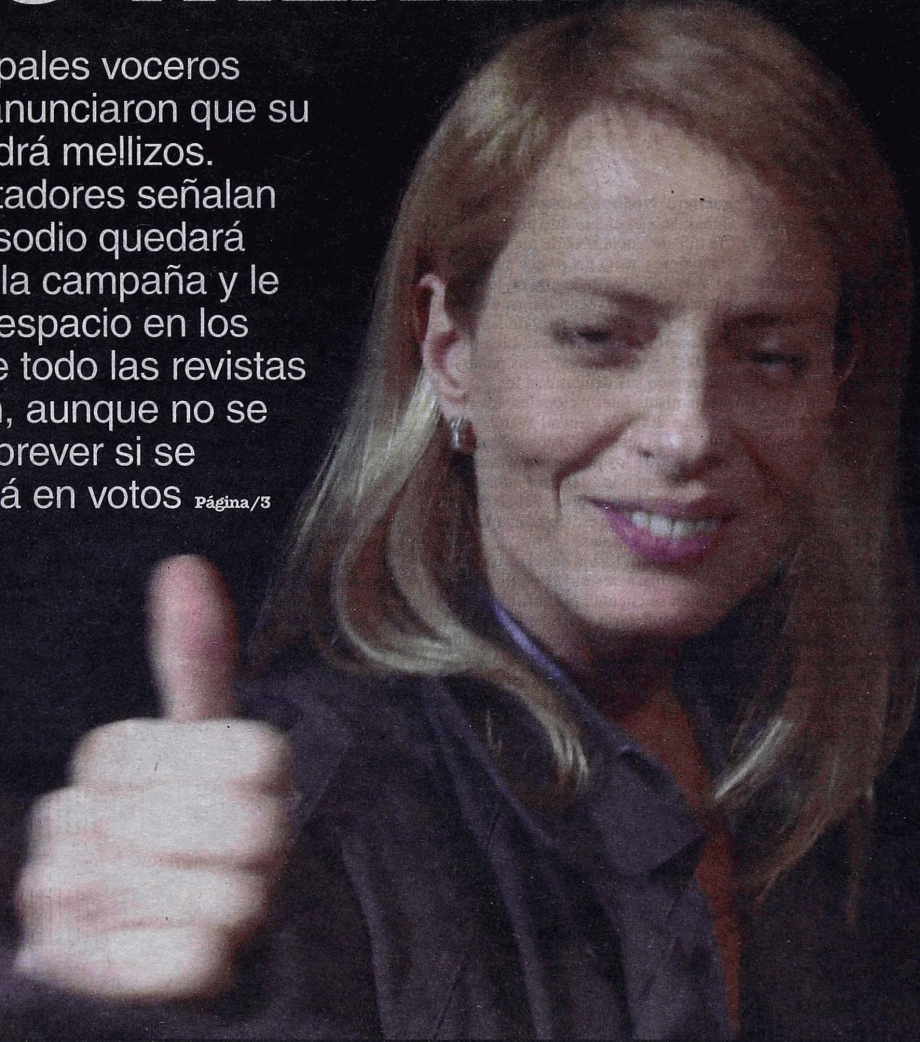 pales voceros
anunciaron que su
drá mellizos.
tadores señalan
sodio quedará
la campaña y le
espacio en los
e todo las revistas
n, aunque no se
prever si se
á en votos Página/3